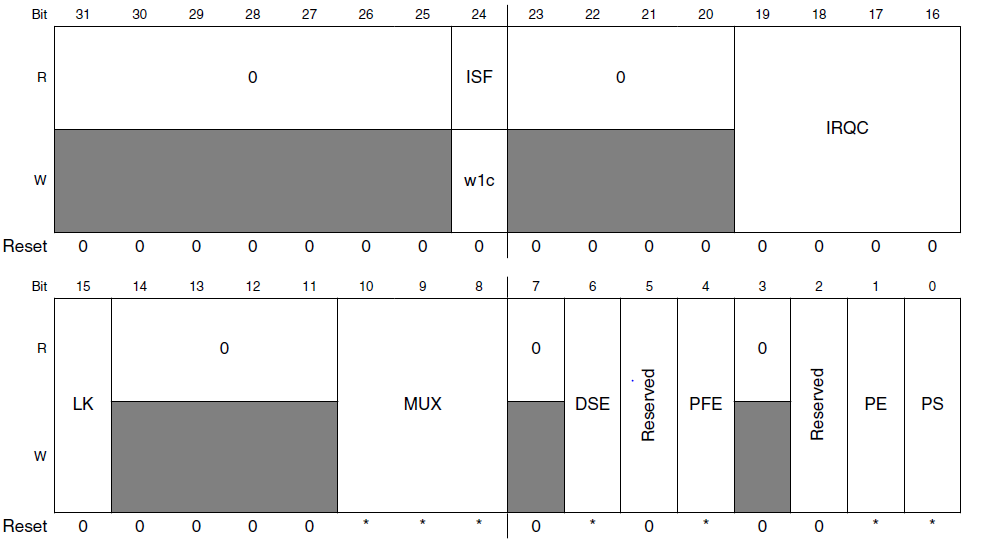 Bit 31 30 29 28 27 26 25 24 23 22 21 20 19 18 17 16
R 0 ISF 0
IRQC
W w1c
Reset 0 0 0 0 0 0 0 0 0 0 0 0 0 0 0 0
Bit 15 14 13 12 11 10 9 8 7 6 5 4 3 2 1 0
R 0 0 0
LK MUX DSE Reserved PFE Reserved PE PS
W
Reset 0 0 0 0 0 * * * 0 * 0 * 0 0 * *